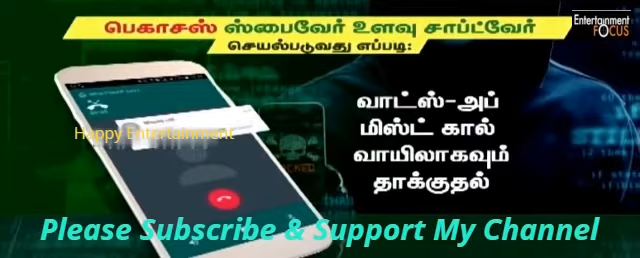 பெகாசஸ் ஸ்பைவேர் உளவு சாப்ட்வேர்
செயல்படுவது எப்படி:
Entertainment
FOCUS
வாட்ஸ்-அப்
மிஸ்ட் கால்
வாயிலாகவும்
தாக்குதல்
Happy Entertainment
Please Subscribe & Support My Channel